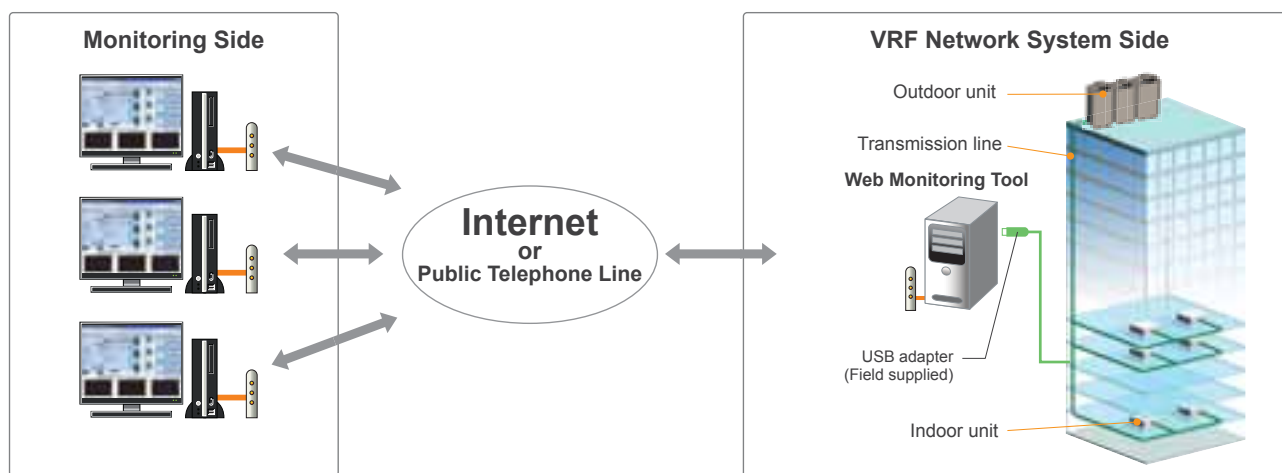 Monitoring Side
Internet
or
Public Telephone Line
VRF Network System Side
Outdoor unit
Transmission line
Web Monitoring Tool
USB adapter
(Field supplied)
Indoor unit